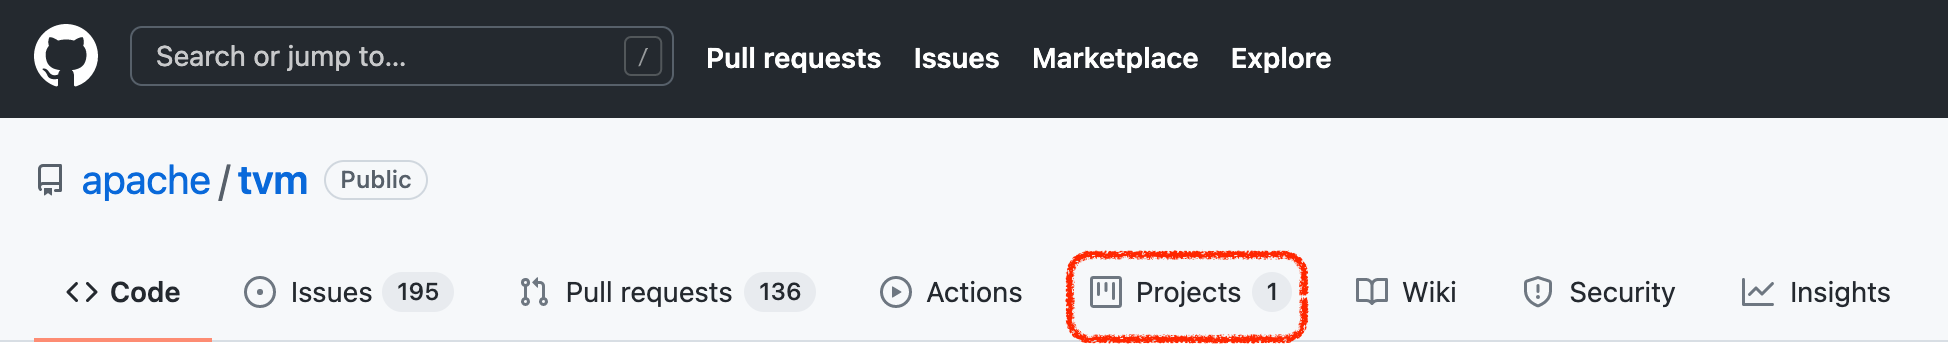 Search or jump to... / Pull requests Issues Marketplace Explore
apache / tvm Public
Code Issues 195 Pull requests 136 Actions Projects 1 Wiki Security Insights